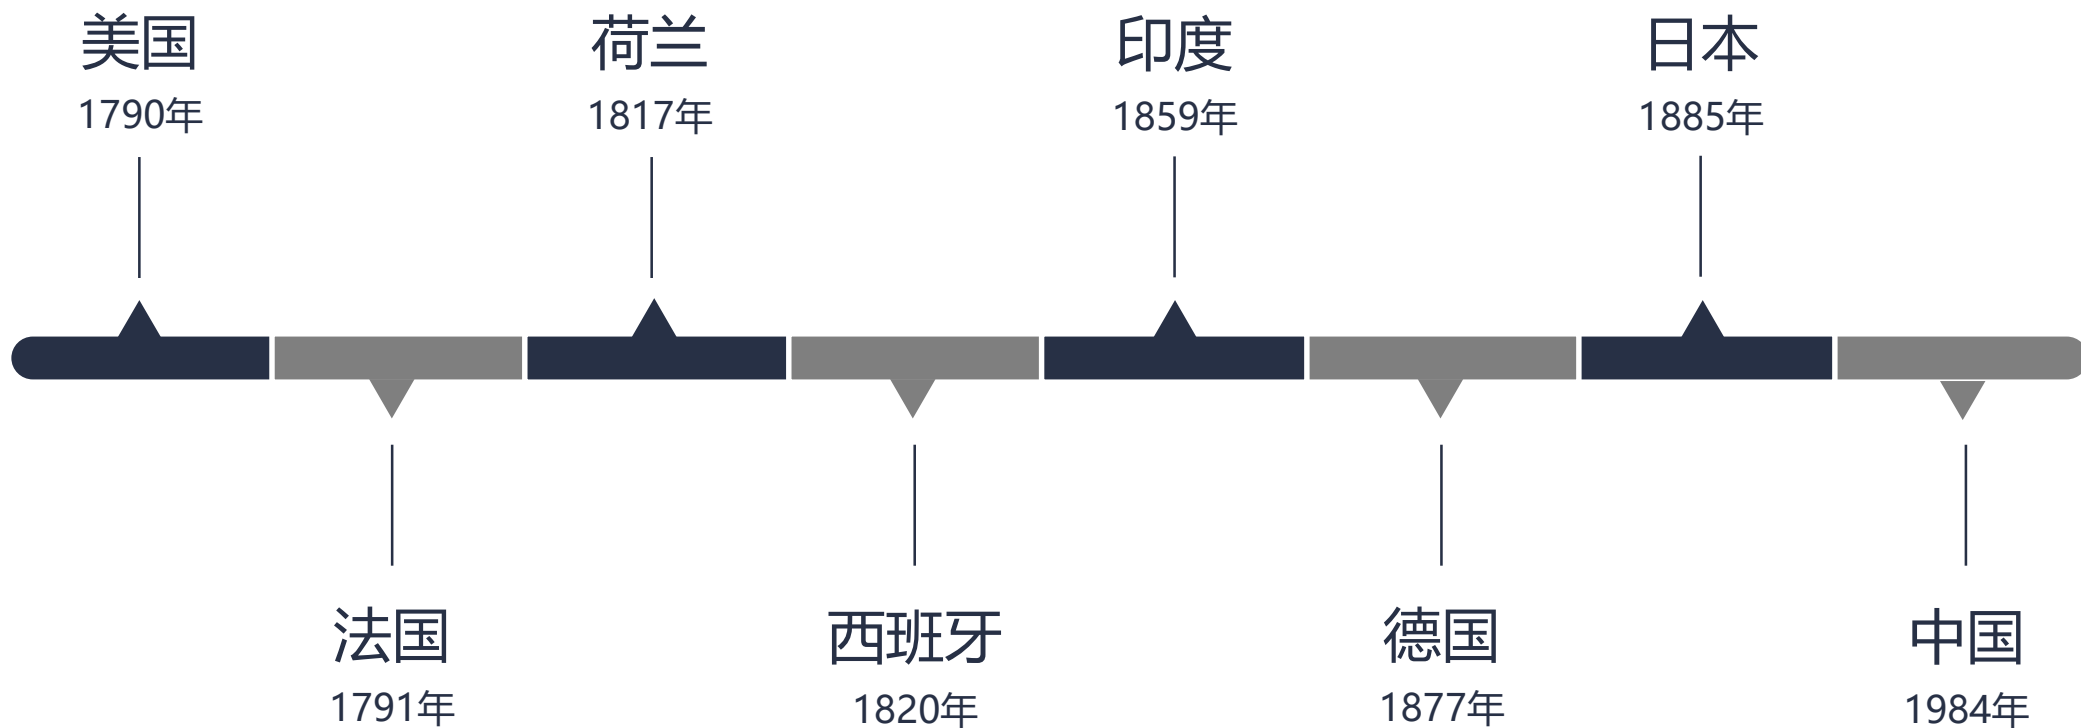 美国
1790年
荷兰
1817年
印度
1859年
日本
1885年
法国
1791年
西班牙
1820年
德国
1877年
中国
1984年